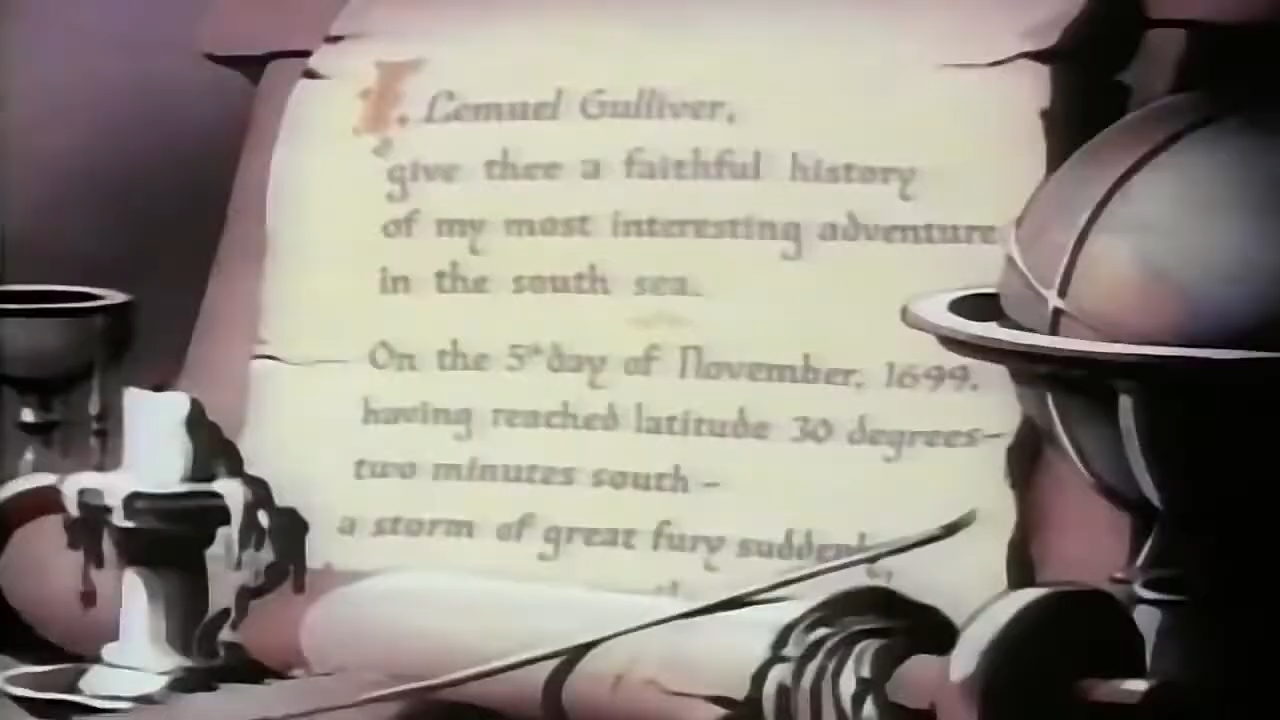 I, Lemuel Gulliver,
give thee a faithful history
of my most interesting adventure
in the south sea.
On the 5th day of November, 1699,
having reached latitude 30 degrees-
two minutes south-
a storm of great fury suddenly